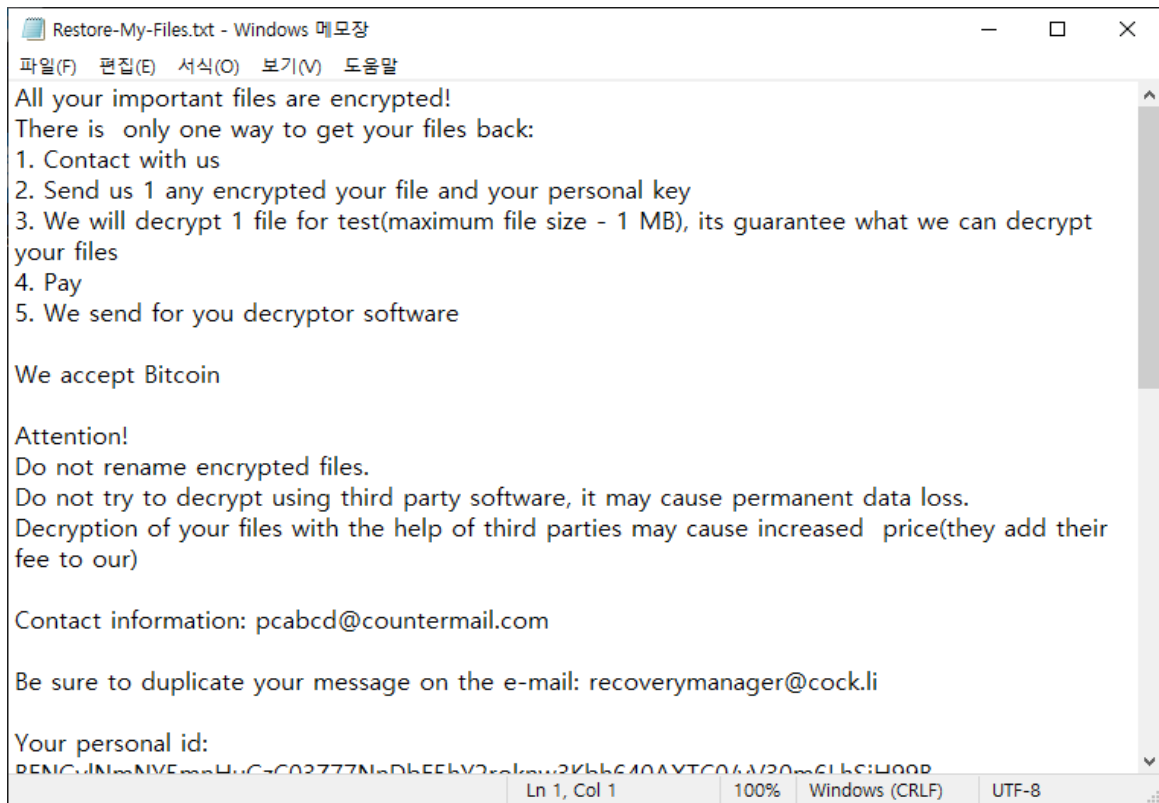 Restore-My-Files.txt - Windows 메모장
파일(F) 편집(E) 서식(O) 보기(V) 도움말
All your important files are encrypted!
There is  only one way to get your files back:
1. Contact with us
2. Send us 1 any encrypted your file and your personal key
3. We will decrypt 1 file for test(maximum file size - 1 MB), its guarantee what we can decrypt
your files
4. Pay
5. We send for you decryptor software
We accept Bitcoin
Attention!
Do not rename encrypted files.
Do not try to decrypt using third party software, it may cause permanent data loss.
Decryption of your files with the help of third parties may cause increased  price(they add their
fee to our)
Contact information: pcabcd@countermail.com
Be sure to duplicate your message on the e-mail: recoverymanager@cock.li
Your personal id:
Ln 1, Col 1 100% Windows (CRLF) UTF-8